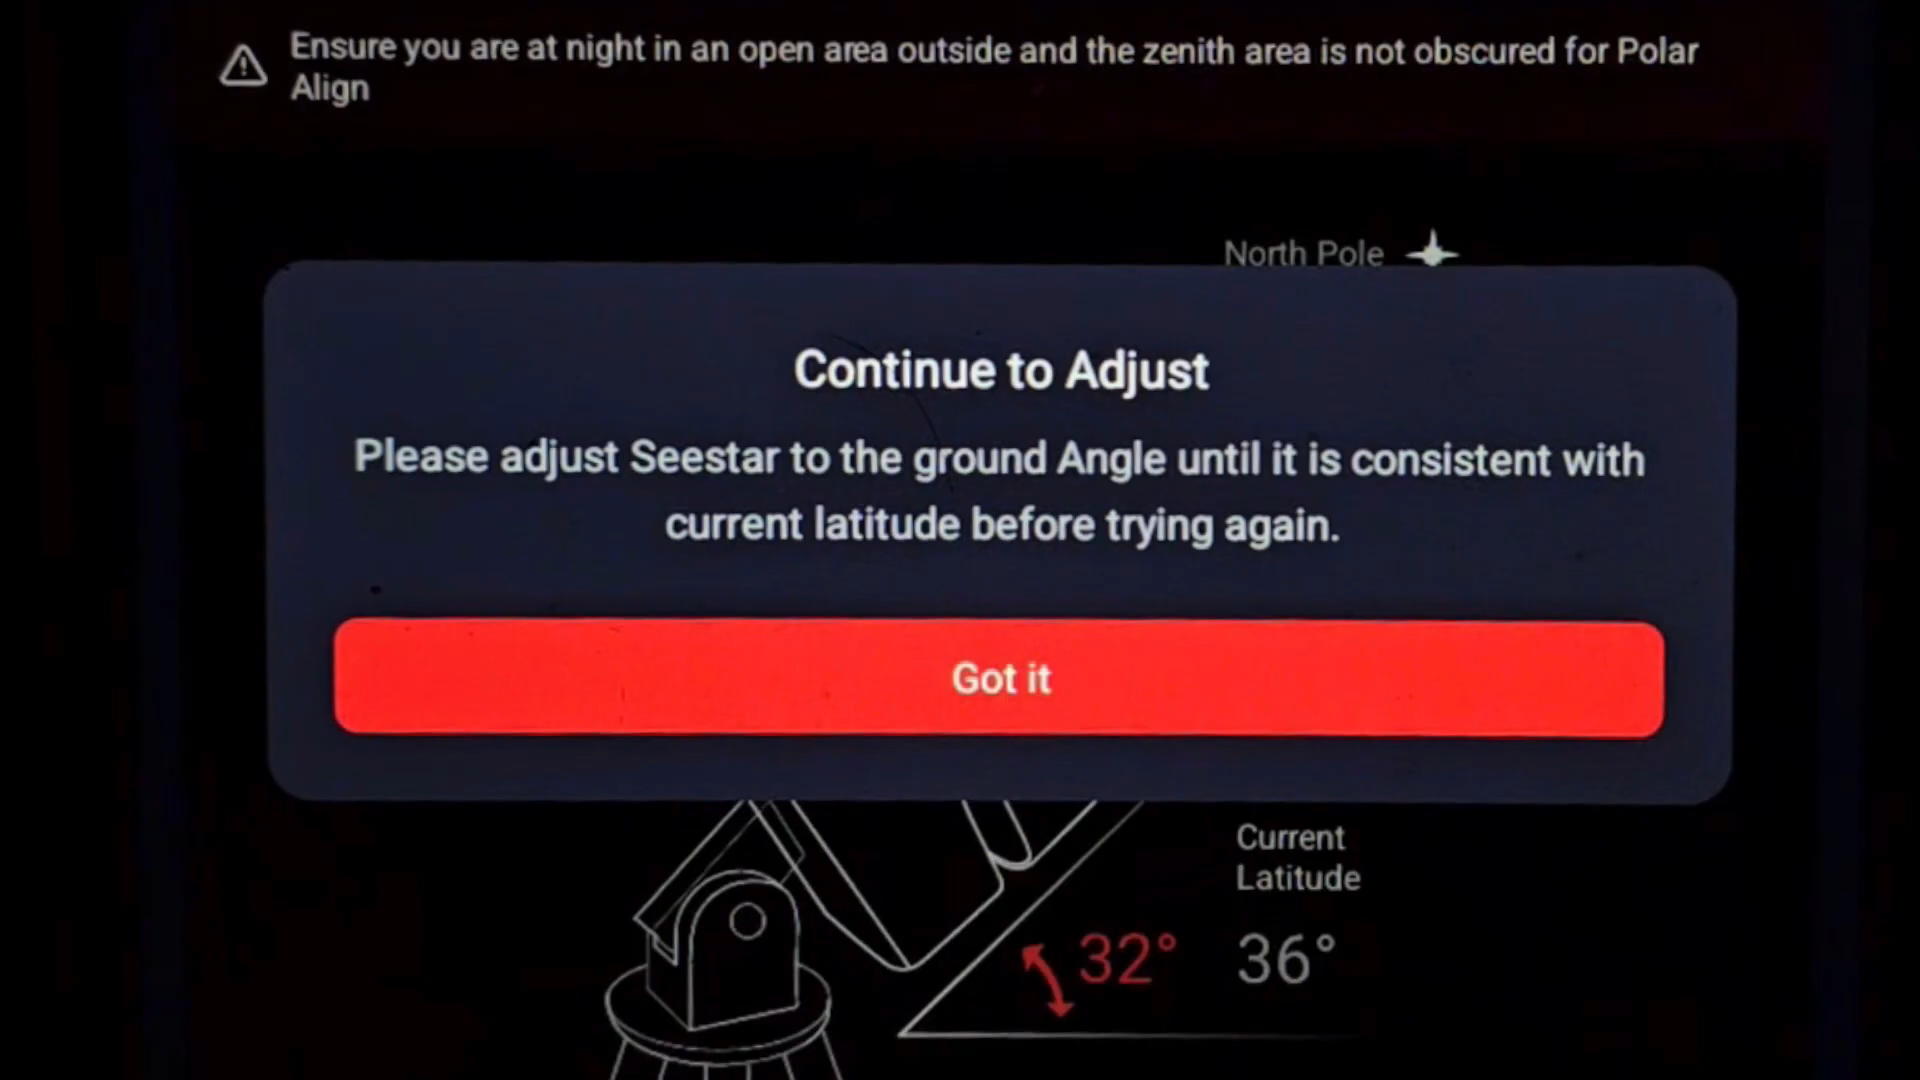 Ensure you are at night in an open area outside and the zenith area is not obscured for Polar
Align
North Pole
Continue to Adjust
Please adjust Seestar to the ground Angle until it is consistent with
current latitude before trying again.
Got it
Current
Latitude
32° 36°